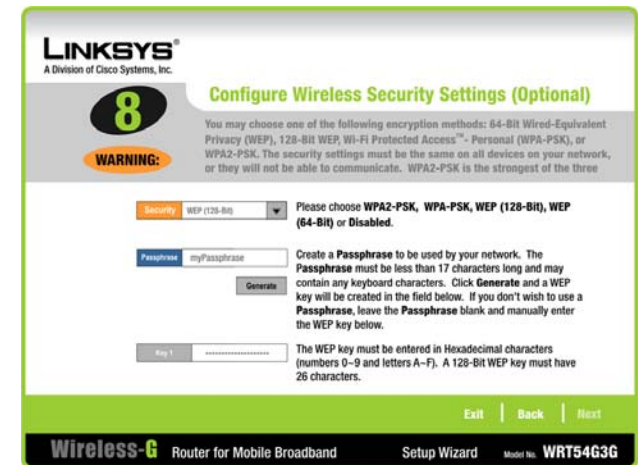 LINKSYS®
A Division of Cisco Systems, Inc.
8
WARNING:
Configure Wireless Security Settings (Optional)
You may choose one of the following encryption methods: 64-Bit Wired-Equivalent
Privacy (WEP), 128-Bit WEP, Wi-Fi Protected Access™- Personal (WPA-PSK), or
WPA2-PSK. The security settings must be the same on all devices on your network,
or they will not be able to communicate. WPA2-PSK is the strongest of the three
Security WEP (128-Bit)
Please choose WPA2-PSK, WPA-PSK, WEP (128-Bit), WEP
(64-Bit) or Disabled.
Passphrase myPassphrase
Generate
Create a Passphrase to be used by your network. The
Passphrase must be less than 17 characters long and may
contain any keyboard characters. Click Generate and a WEP
key will be created in the field below. If you don't wish to use a
Passphrase, leave the Passphrase blank and manually enter
the WEP key below.
Key 1
The WEP key must be entered in Hexadecimal characters
(numbers 0~9 and letters A~F). A 128-Bit WEP key must have
26 characters.
Exit Back Next
Wireless-G Router for Mobile Broadband Setup Wizard Model No. WRT54G3G